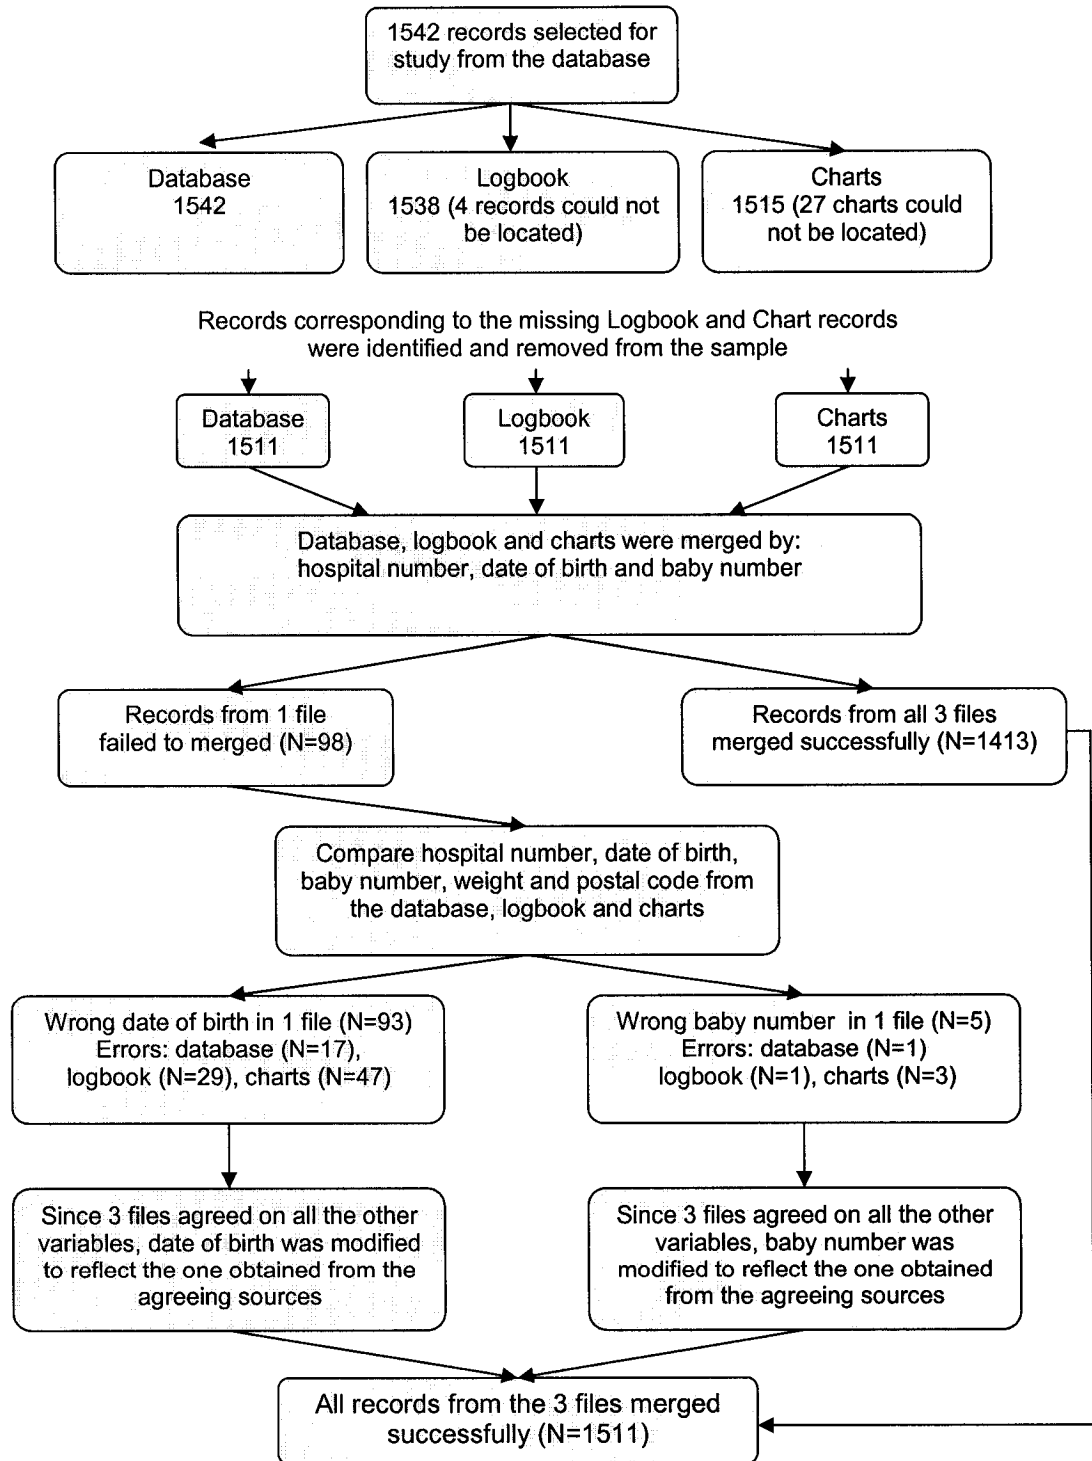 1542 records selected for
study from the database
Database
1542
Logbook
1538 (4 records could not
be located)
Charts
1515 (27 charts could
not be located)
Records corresponding to the missing Logbook and Chart records
were identified and removed from the sample
Database
1511
Logbook
1511
Charts
1511
Database, logbook and charts were merged by:
hospital number, date of birth and baby number
Records from 1 file
failed to merged (N=98)
Records from all 3 files
merged successfully (N=1413)
Compare hospital number, date of birth,
baby number, weight and postal code from
the database, logbook and charts
Wrong date of birth in 1 file (N=93)
Errors: database (N=17),
logbook (N=29), charts (N=47)
Wrong baby number in 1 file (N=5)
Errors: database (N=1)
logbook (N=1), charts (N=3)
Since 3 files agreed on all the other
variables, date of birth was modified
to reflect the one obtained from the
agreeing sources
Since 3 files agreed on all the other
variables, baby number was
modified to reflect the one obtained
from the agreeing sources
All records from the 3 files merged
successfully (N=1511)